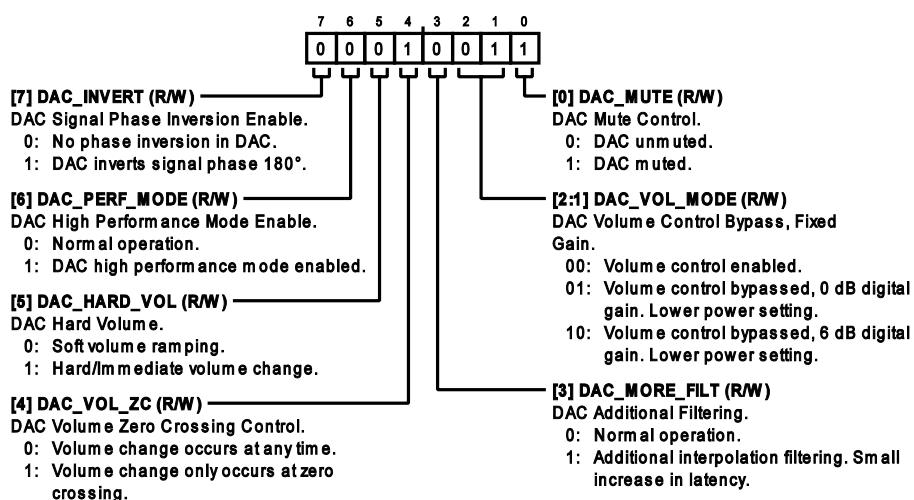 7 6 5 4 3 2 1 0
0 0 0 1 0 0 1 1
[7] DAC_INVERT (R/W)
DAC Signal Phase Inversion Enable.
0: No phase inversion in DAC.
1: DAC inverts signal phase 180°.
[6] DAC_PERF_MODE (R/W)
DAC High Performance Mode Enable.
0: Normal operation.
1: DAC high performance mode enabled.
[5] DAC_HARD_VOL (R/W)
DAC Hard Volume.
0: Soft volume ramping.
1: Hard/Immediate volume change.
[4] DAC_VOL_ZC (R/W)
DAC Volume Zero Crossing Control.
0: Volume change occurs at any time.
1: Volume change only occurs at zero
crossing.
[0] DAC_MUTE (R/W)
DAC Mute Control.
0: DAC unmuted.
1: DAC muted.
[2:1] DAC_VOL_MODE (R/W)
DAC Volume Control Bypass, Fixed
Gain.
00: Volume control enabled.
01: Volume control bypassed, 0 dB digital
gain. Lower power setting.
10: Volume control bypassed, 6 dB digital
gain. Lower power setting.
[3] DAC_MORE_FILT (R/W)
DAC Additional Filtering.
0: Normal operation.
1: Additional interpolation filtering. Small
increase in latency.